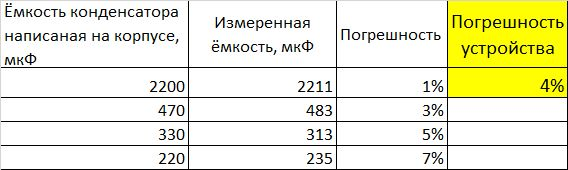 Ёмкость конденсатора написаная на корпусе, мкФ	Измеренная ёмкость, мкФ	Погрешность	Погрешность устройства
2200	2211	1%	4%
470	483	3%
330	313	5%
220	235	7%